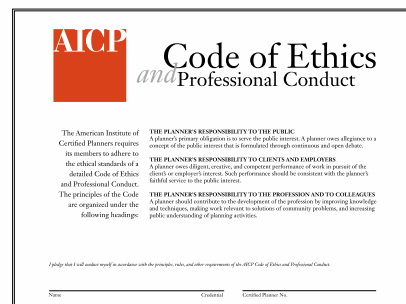 AICP
Code of Ethics
and Professional Conduct
The American Institute of
Certified Planners requires
its members to adhere to
the ethical standards of a
detailed Code of Ethics
and Professional Conduct.
The principles of the Code
are organized under the
following headings:
THE PLANNER'S RESPONSIBILITY TO THE PUBLIC
A planner's primary obligation is to serve the public interest. A planner owes allegiance to a
concept of the public interest that is formulated through continuous and open debate.
THE PLANNER'S RESPONSIBILITY TO CLIENTS AND EMPLOYERS
A planner owes diligent, creative, and competent performance of work in pursuit of the
client's or employer's interest. Such performance should be consistent with the planner's
faithful service to the public interest.
THE PLANNER'S RESPONSIBILITY TO THE PROFESSION AND TO COLLEAGUES
A planner should contribute to the development of the profession by improving knowledge
and techniques, making work relevant to solutions of community problems, and increasing
public understanding of planning activities.
I pledge that I will conduct myself in accordance with the principles, rules, and other requirements of the AICP Code of Ethics and Professional Conduct.
Name Credential Certified Planner No.